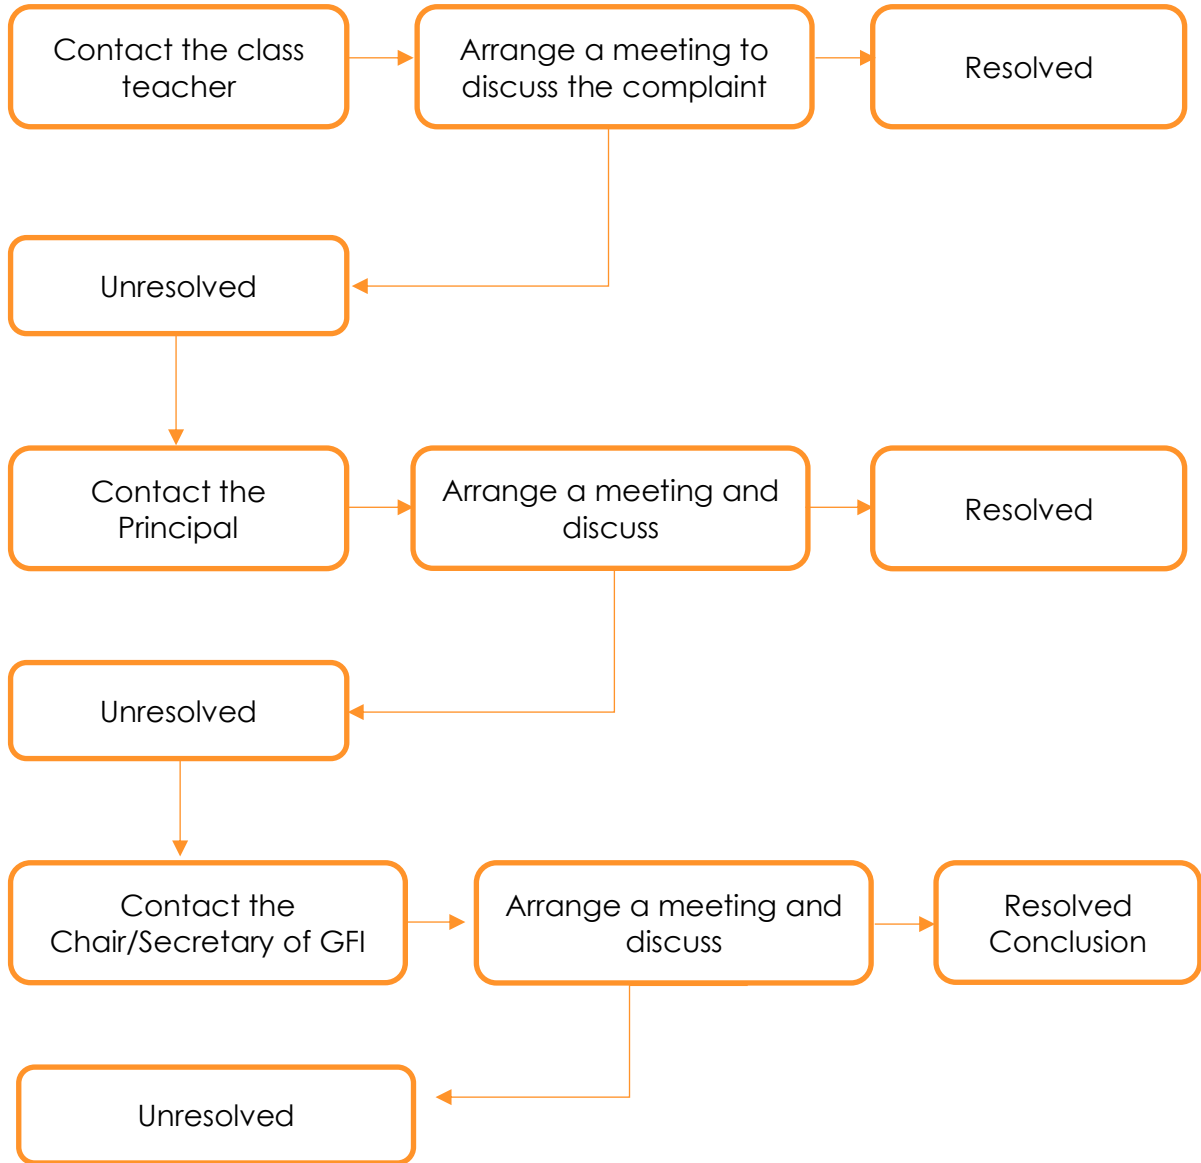 Contact the class
teacher
Arrange a meeting to
discuss the complaint
Resolved
Unresolved
Contact the
Principal
Arrange a meeting and
discuss
Resolved
Unresolved
Contact the
Chair/Secretary of GFI
Arrange a meeting and
discuss
Resolved
Conclusion
Unresolved